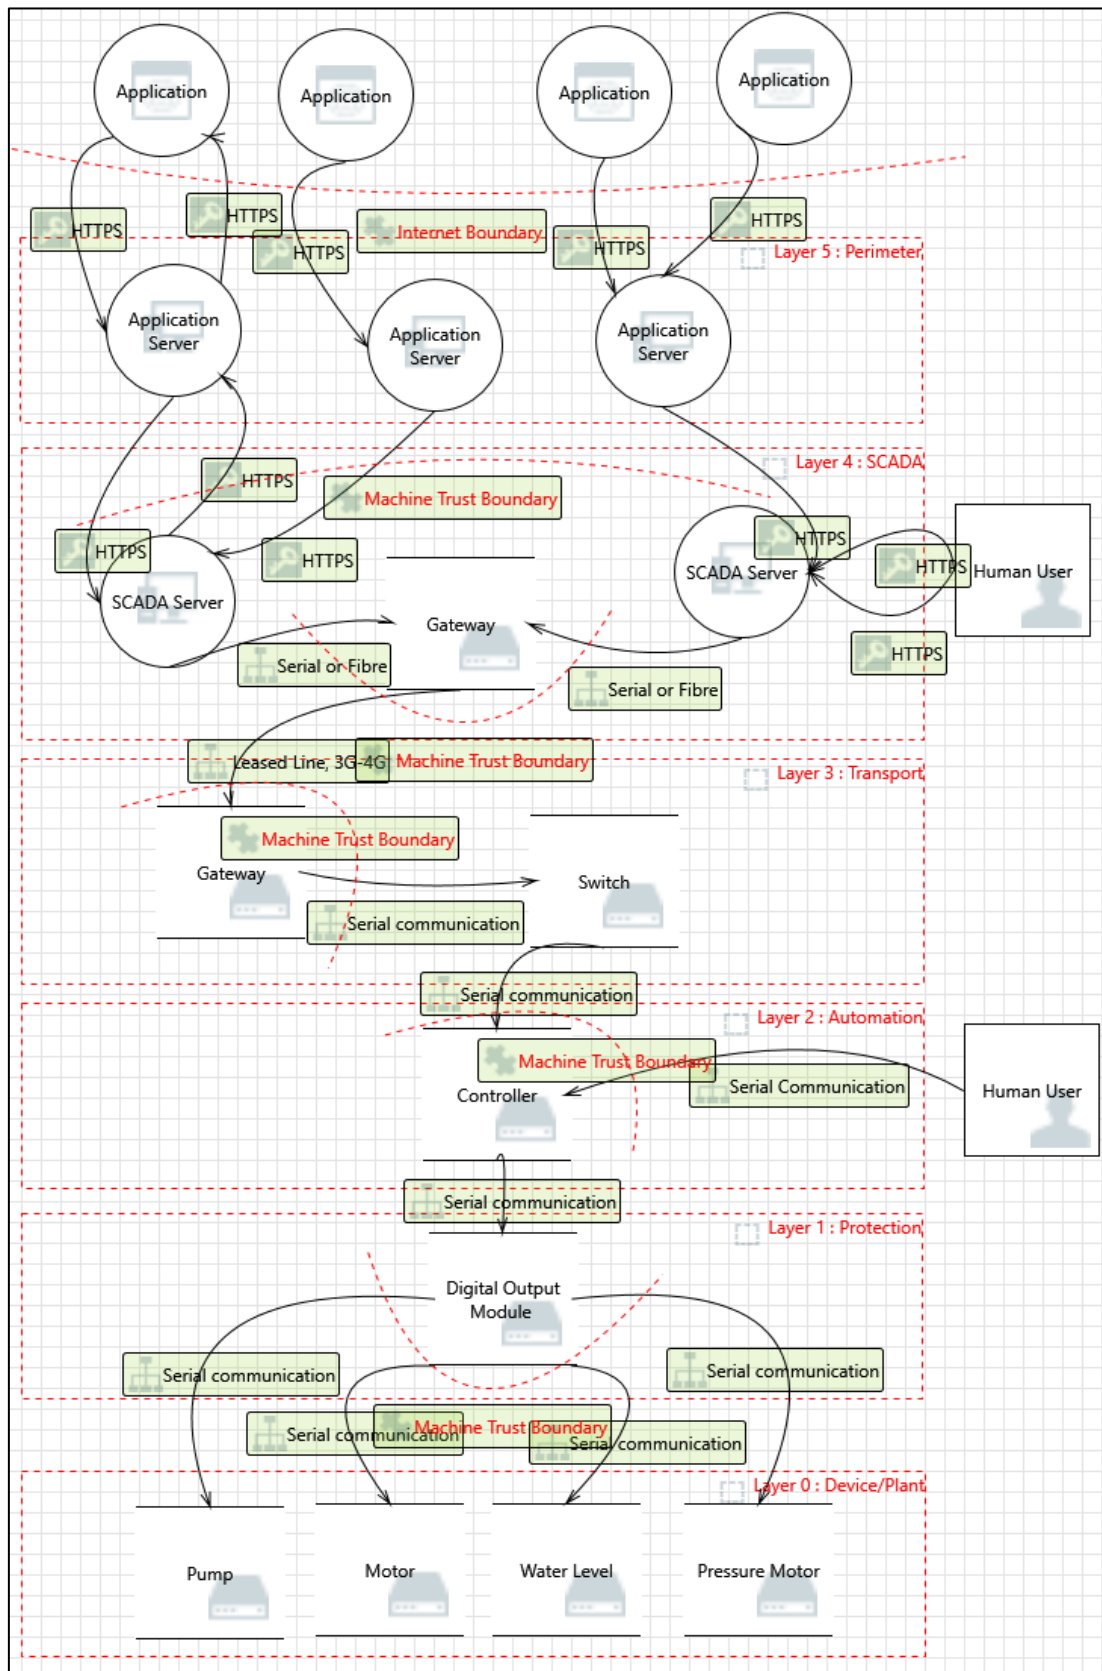 Application
Application
Application
Application
HTTPS
HTTPS
HTTPS
Internet Boundary
HTTPS
HTTPS
Layer 5 : Perimeter
Application
Server
Application
Server
Application
Server
Layer 4 : SCADA
HTTPS
Machine Trust Boundary
HTTPS
HTTPS
HTTPS
HTTPS
SCADA Server
SCADA Server
Human User
Gateway
HTTPS
Serial or Fibre
Serial or Fibre
Leased Line, 3G-4G
Machine Trust Boundary
Layer 3 : Transport
Machine Trust Boundary
Gateway
Switch
Serial communication
Serial communication
Layer 2 : Automation
Machine Trust Boundary
Serial Communication
Controller
Human User
Serial communication
Layer 1 : Protection
Digital Output
Module
Serial communication
Serial communication
Serial communication
Machine Trust Boundary
Serial communication
Layer 0 : Device/Plant
Pump
Motor
Water Level
Pressure Motor